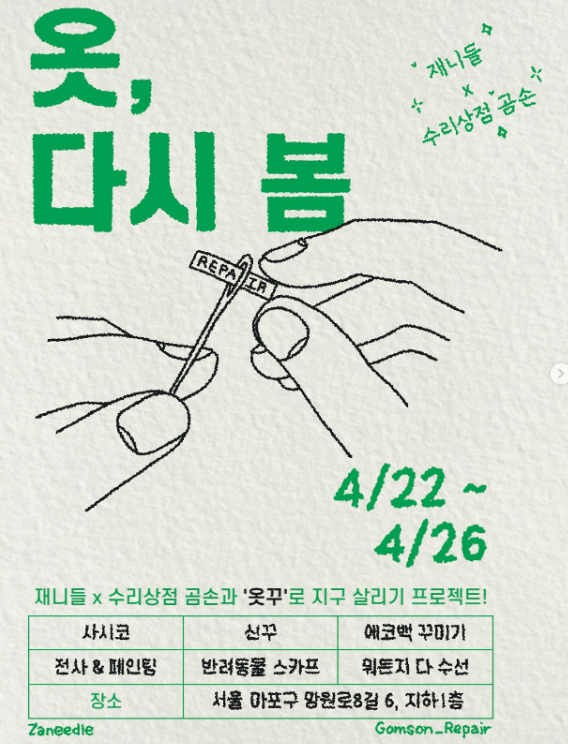 옷,
다시 봄
재니들
x
수리상점 곰손
REPAIR
4/22 ~
4/26
재니들 x 수리상점 곰손과 '옷꾸'로 지구 살리기 프로젝트!
사시코 선꾸 에코백 꾸미기
전사 & 페인팅 반려동물 스카프 뭐든지 다 수선
장소 서울 마포구 망원로8길 6, 지하1층
Zaneedle Gomson_Repair